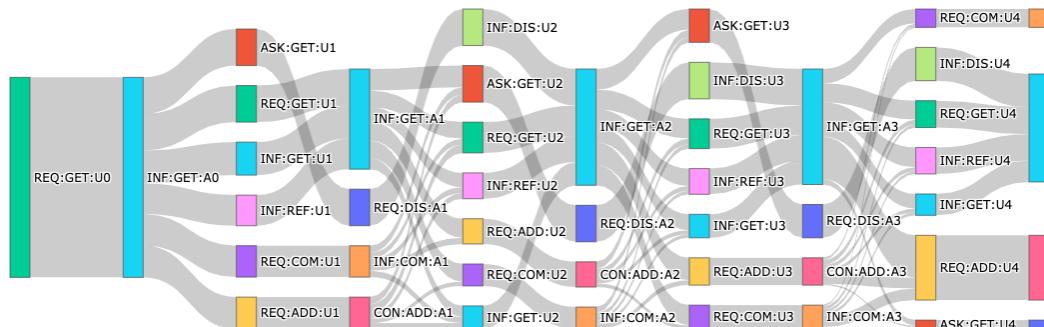 REQ:GET:U0
INF:GET:A0
ASK:GET:U1
REQ:GET:U1
INF:GET:U1
INF:REF:U1
REQ:COM:U1
REQ:ADD:U1
INF:GET:A1
REQ:DIS:A1
INF:COM:A1
CON:ADD:A1
INF:DIS:U2
ASK:GET:U2
REQ:GET:U2
INF:REF:U2
REQ:ADD:U2
REQ:COM:U2
INF:GET:U2
INF:GET:A2
REQ:DIS:A2
CON:ADD:A2
INF:COM:A2
ASK:GET:U3
INF:DIS:U3
REQ:GET:U3
INF:REF:U3
INF:GET:U3
REQ:ADD:U3
REQ:COM:U3
INF:GET:A3
REQ:DIS:A3
CON:ADD:A3
INF:COM:A3
REQ:COM:U4
INF:DIS:U4
REQ:GET:U4
INF:REF:U4
INF:GET:U4
REQ:ADD:U4
ASK:GET:U4